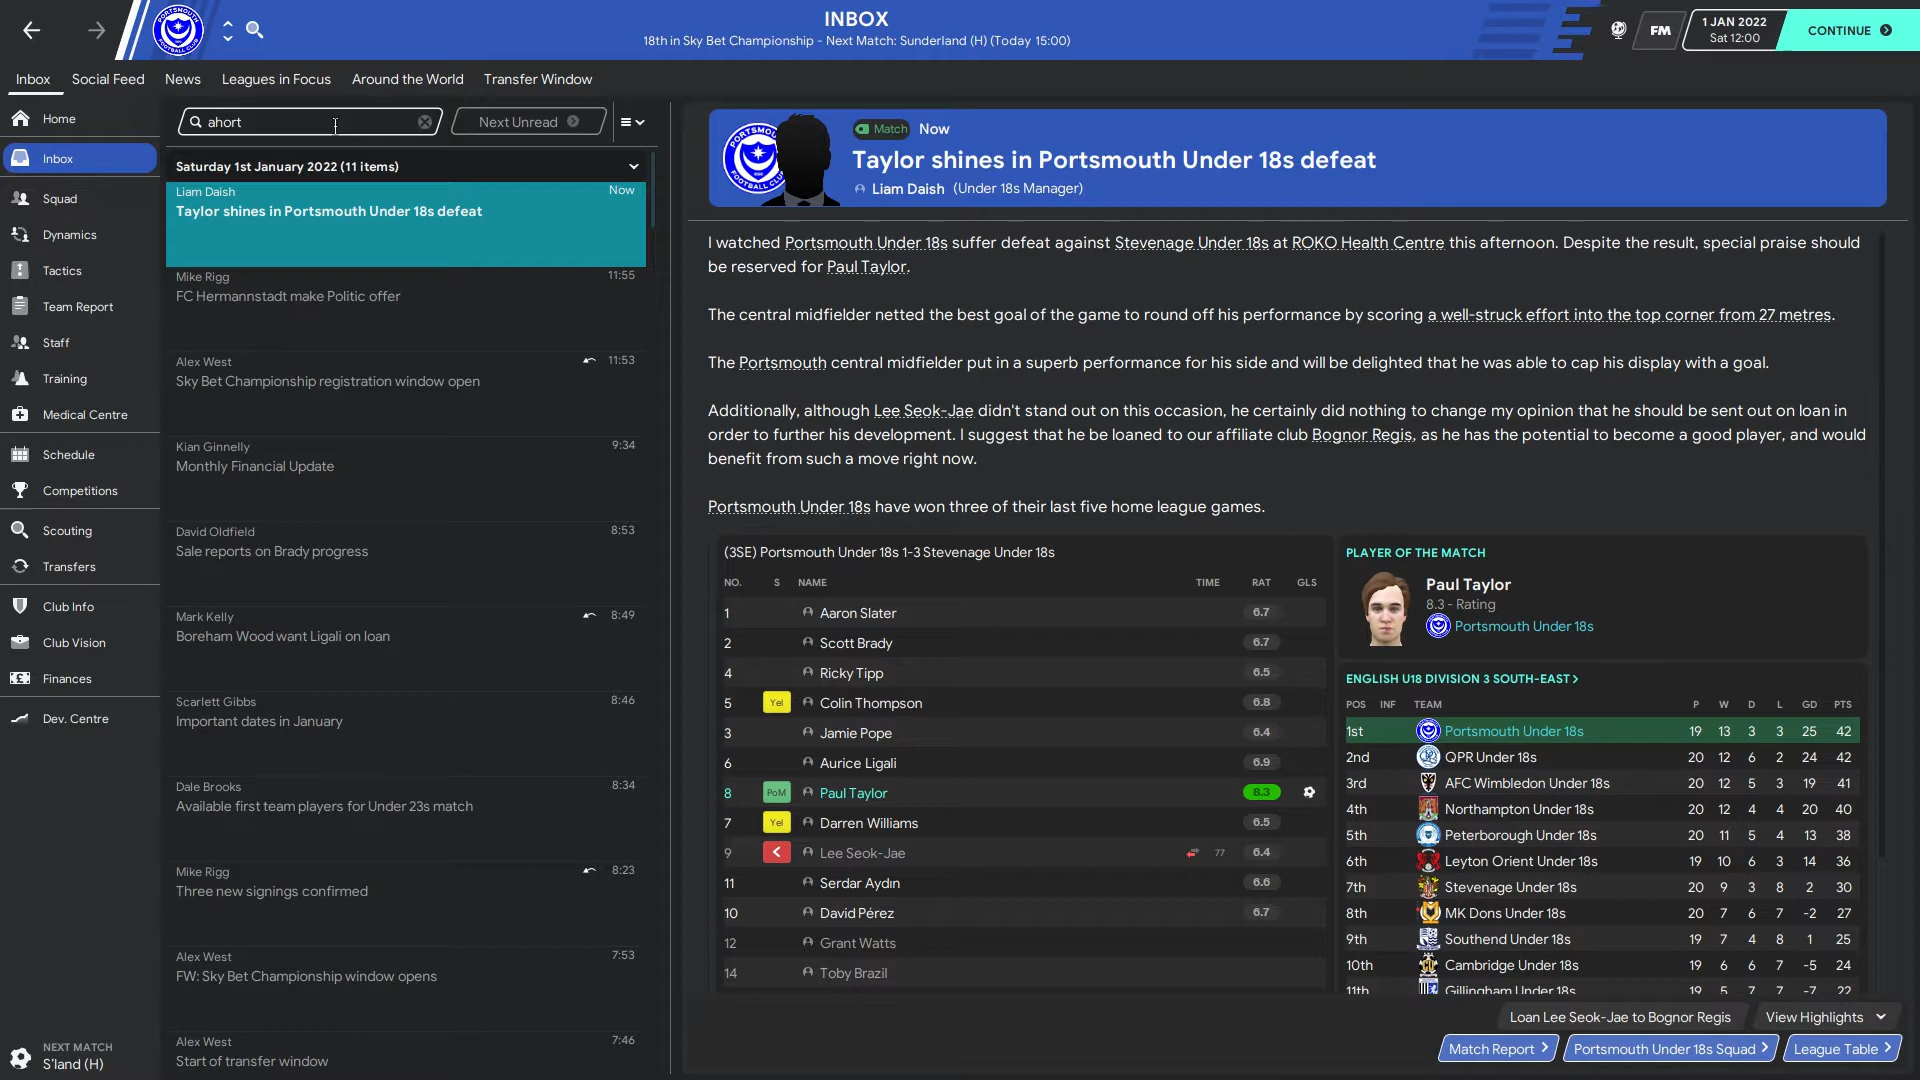 INBOX
18th in Sky Bet Championship - Next Match: Sunderland (H) (Today 15:00)
FM
1 JAN 2022
Sat 12:00
CONTINUE
Inbox
Social Feed
News
Leagues in Focus
Around the World
Transfer Window
Home
Inbox
Squad
Dynamics
Tactics
Team Report
Staff
Training
Medical Centre
Schedule
Competitions
Scouting
Transfers
Club Info
Club Vision
Finances
Dev. Centre
NEXT MATCH
S'land (H)
ahort
Next Unread
Saturday 1st January 2022 (11 items)
Liam Daish Now
Taylor shines in Portsmouth Under 18s defeat
Mike Rigg 11:55
FC Hermannstadt make Politic offer
Alex West 11:53
Sky Bet Championship registration window open
Kian Ginnelly 9:34
Monthly Financial Update
David Oldfield 8:53
Sale reports on Brady progress
Mark Kelly 8:49
Boreham Wood want Ligali on loan
Scarlett Gibbs 8:46
Important dates in January
Dale Brooks 8:34
Available first team players for Under 23s match
Mike Rigg 8:23
Three new signings confirmed
Alex West 7:53
FW: Sky Bet Championship window opens
Alex West 7:46
Start of transfer window
Match Now
Taylor shines in Portsmouth Under 18s defeat
Liam Daish (Under 18s Manager)
I watched Portsmouth Under 18s suffer defeat against Stevenage Under 18s at ROKO Health Centre this afternoon. Despite the result, special praise should
be reserved for Paul Taylor.
The central midfielder netted the best goal of the game to round off his performance by scoring a well-struck effort into the top corner from 27 metres.
The Portsmouth central midfielder put in a superb performance for his side and will be delighted that he was able to cap his display with a goal.
Additionally, although Lee Seok-Jae didn't stand out on this occasion, he certainly did nothing to change my opinion that he should be sent out on loan in
order to further his development. I suggest that he be loaned to our affiliate club Bognor Regis, as he has the potential to become a good player, and would
benefit from such a move right now.
Portsmouth Under 18s have won three of their last five home league games.
(3SE) Portsmouth Under 18s 1-3 Stevenage Under 18s
NO. S NAME TIME RAT GLS
1 Aaron Slater 6.7
2 Scott Brady 6.7
4 Ricky Tipp 6.5
5 Yel Colin Thompson 6.8
3 Jamie Pope 6.4
6 Aurice Ligali 6.9
8 PoM Paul Taylor 8.3
7 Yel Darren Williams 6.5
9 Lee Seok-Jae 77 6.4
11 Serdar Aydın 6.6
10 David Pérez 6.7
12 Grant Watts
14 Toby Brazil
PLAYER OF THE MATCH
Paul Taylor
8.3 - Rating
Portsmouth Under 18s
ENGLISH U18 DIVISION 3 SOUTH-EAST
POS INF TEAM P W D L GD PTS
1st Portsmouth Under 18s 19 13 3 3 25 42
2nd QPR Under 18s 20 12 6 2 24 42
3rd AFC Wimbledon Under 18s 20 12 5 3 19 41
4th Northampton Under 18s 20 12 4 4 20 40
5th Peterborough Under 18s 20 11 5 4 13 38
6th Leyton Orient Under 18s 19 10 6 3 14 36
7th Stevenage Under 18s 20 9 3 8 2 30
8th MK Dons Under 18s 20 7 6 7 -2 27
9th Southend Under 18s 19 7 4 8 1 25
10th Cambridge Under 18s 19 6 6 7 -5 24
11th Gillingham Under 18s 19 5 7 7 -7 22
Loan Lee Seok-Jae to Bognor Regis
View Highlights
Match Report
Portsmouth Under 18s Squad
League Table